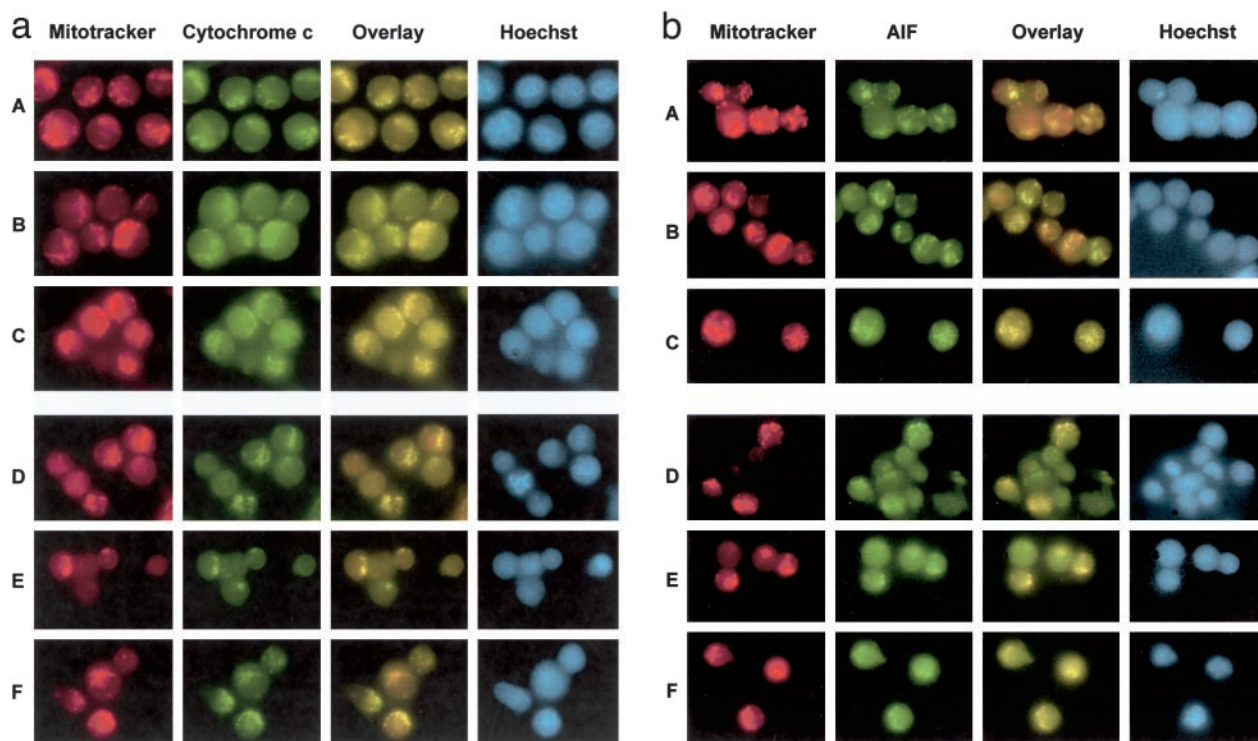 a
Mitotracker Cytochrome c Overlay Hoechst
A
B
C
D
E
F
b
Mitotracker AIF Overlay Hoechst
A
B
C
D
E
F